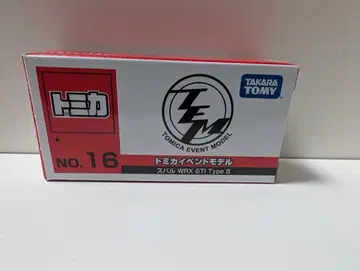 トミカ
NO. 16
TEM
TOMICA EVENT MODEL
TAKARA
TOMY
トミカイベントモデル
スバル WRX STI Type S